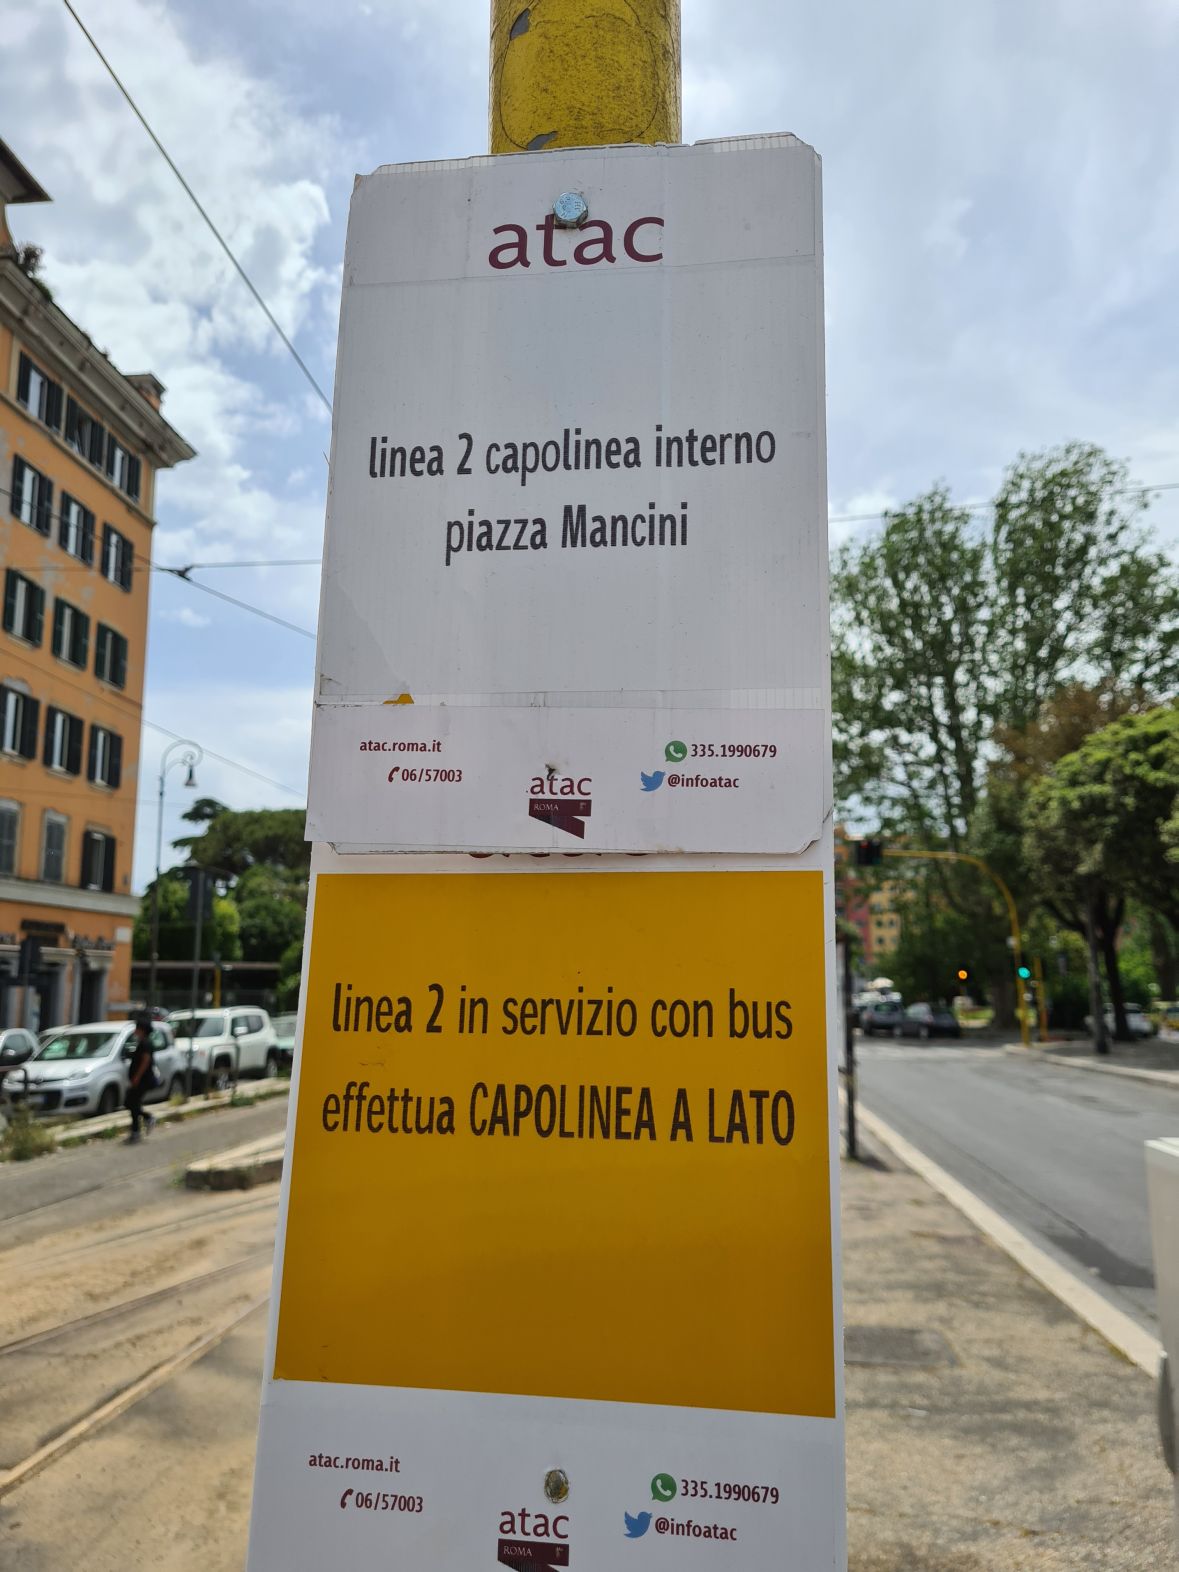 atac
linea 2 capolinea interno
piazza Mancini
atac.roma.it
06/57003
335.1990679
@infoatac
atac
ROMA
linea 2 in servizio con bus
effettua CAPOLINEA A LATO
atac.roma.it
06/57003
335.1990679
@infoatac
atac
ROMA